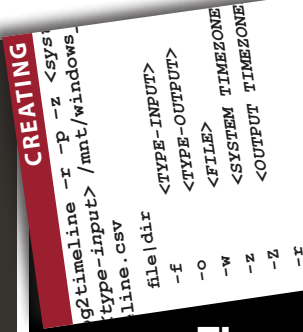 CREATING
g2timeline -r -p -z <sys
type-input> /mnt/windows_
line.csv
file|dir
-f <TYPE-INPUT>
-o <TYPE-OUTPUT>
-w <FILE>
-z <SYSTEM TIMEZONE
-Z <OUTPUT TIMEZONE
-r